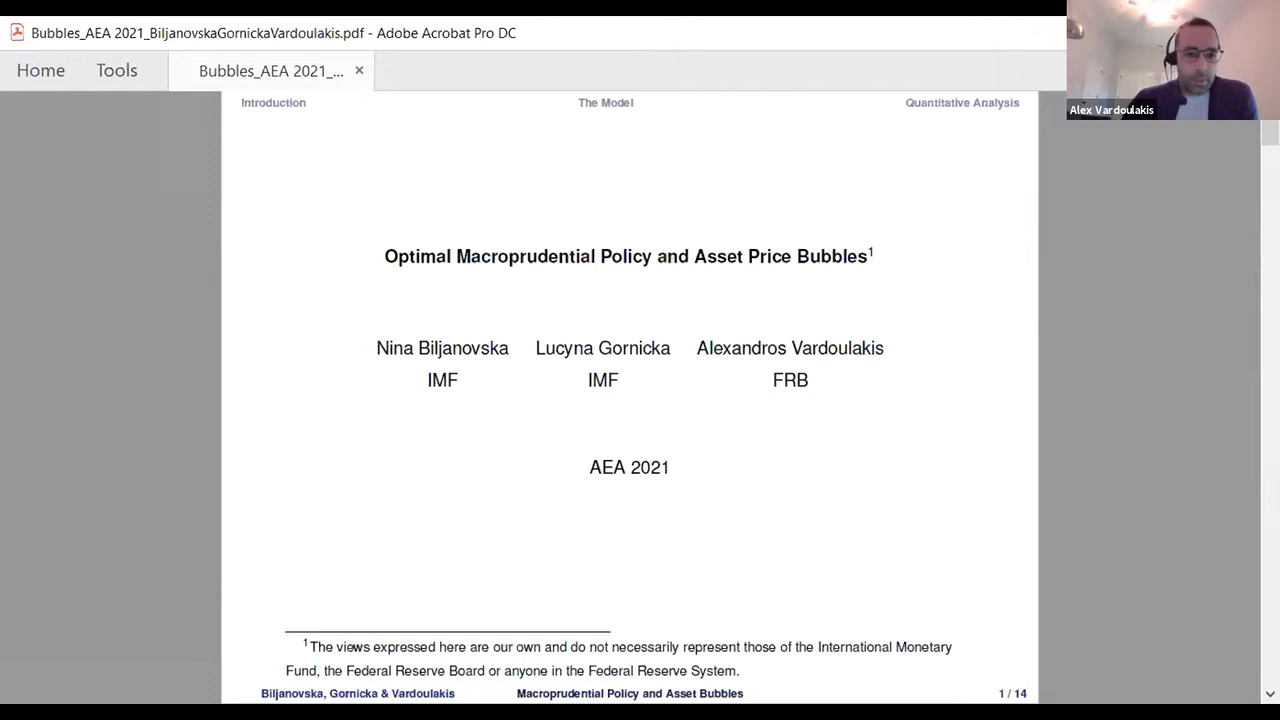 Bubbles_AEA 2021_BiljanovskaGornickaVardoulakis.pdf - Adobe Acrobat Pro DC
Home Tools Bubbles_AEA 2021_... ×
Alex Vardoulakis
Introduction The Model Quantitative Analysis
Optimal Macroprudential Policy and Asset Price Bubbles¹
Nina Biljanovska Lucyna Gornicka Alexandros Vardoulakis
IMF IMF FRB
AEA 2021
¹The views expressed here are our own and do not necessarily represent those of the International Monetary
Fund, the Federal Reserve Board or anyone in the Federal Reserve System.
Biljanovska, Gornicka & Vardoulakis Macroprudential Policy and Asset Bubbles 1 / 14